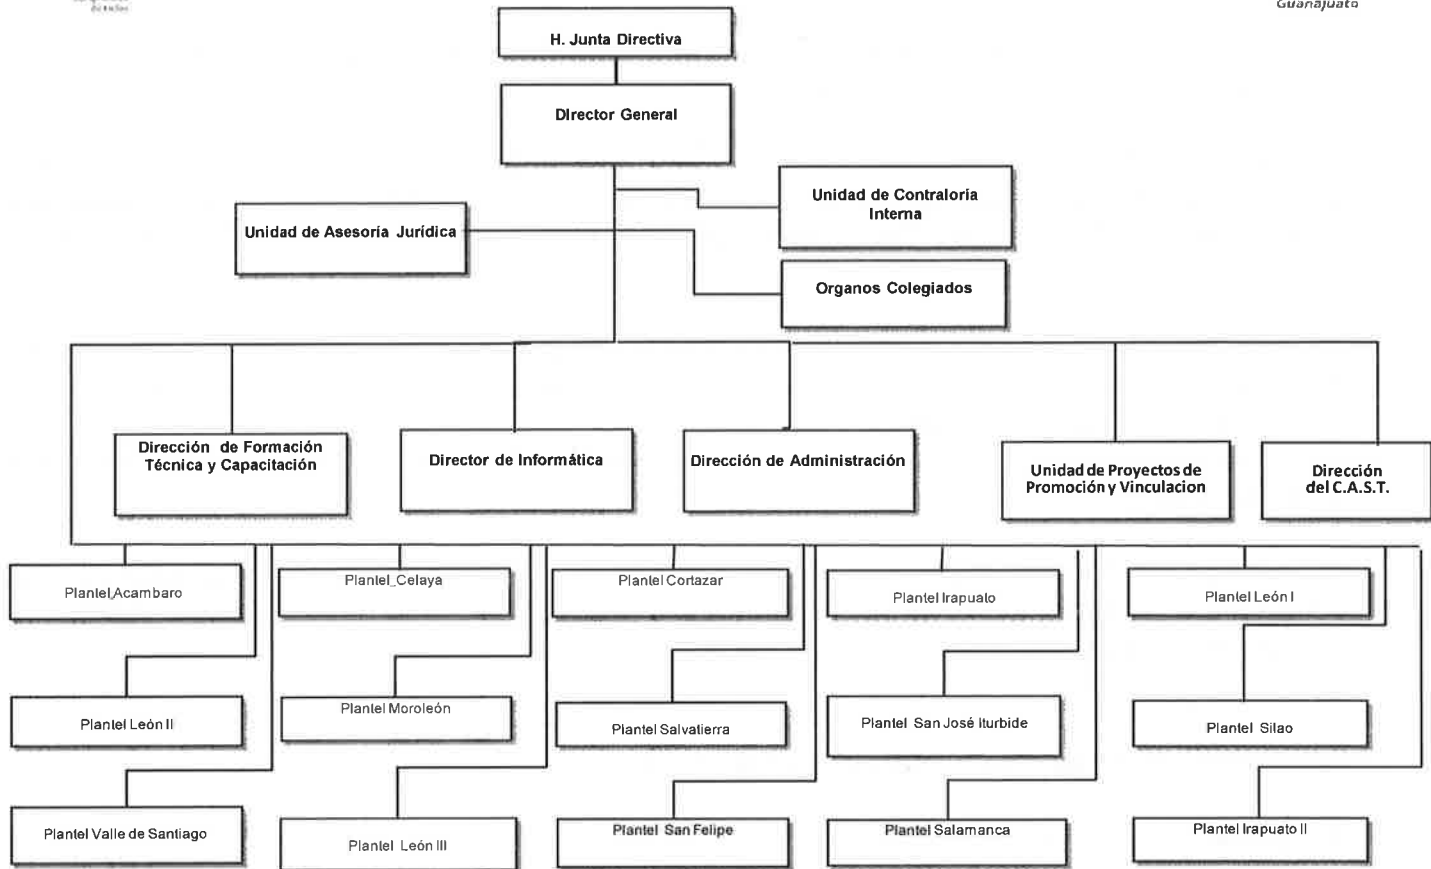 Guanajuato
H. Junta Directiva
Director General
Unidad de Contraloría
Interna
Unidad de Asesoría Jurídica
Organos Colegiados
Dirección de Formación
Técnica y Capacitación
Director de Informática
Dirección de Administración
Unidad de Proyectos de
Promoción y Vinculacion
Dirección
del C.A.S.T.
Plantel Acambaro
Plantel Celaya
Plantel Cortazar
Plantel Irapuato
Plantel León I
Plantel León II
Plantel Moroleón
Plantel Salvatierra
Plantel San José Iturbide
Plantel Silao
Plantel Valle de Santiago
Plantel León III
Plantel San Felipe
Plantel Salamanca
Plantel Irapuato II